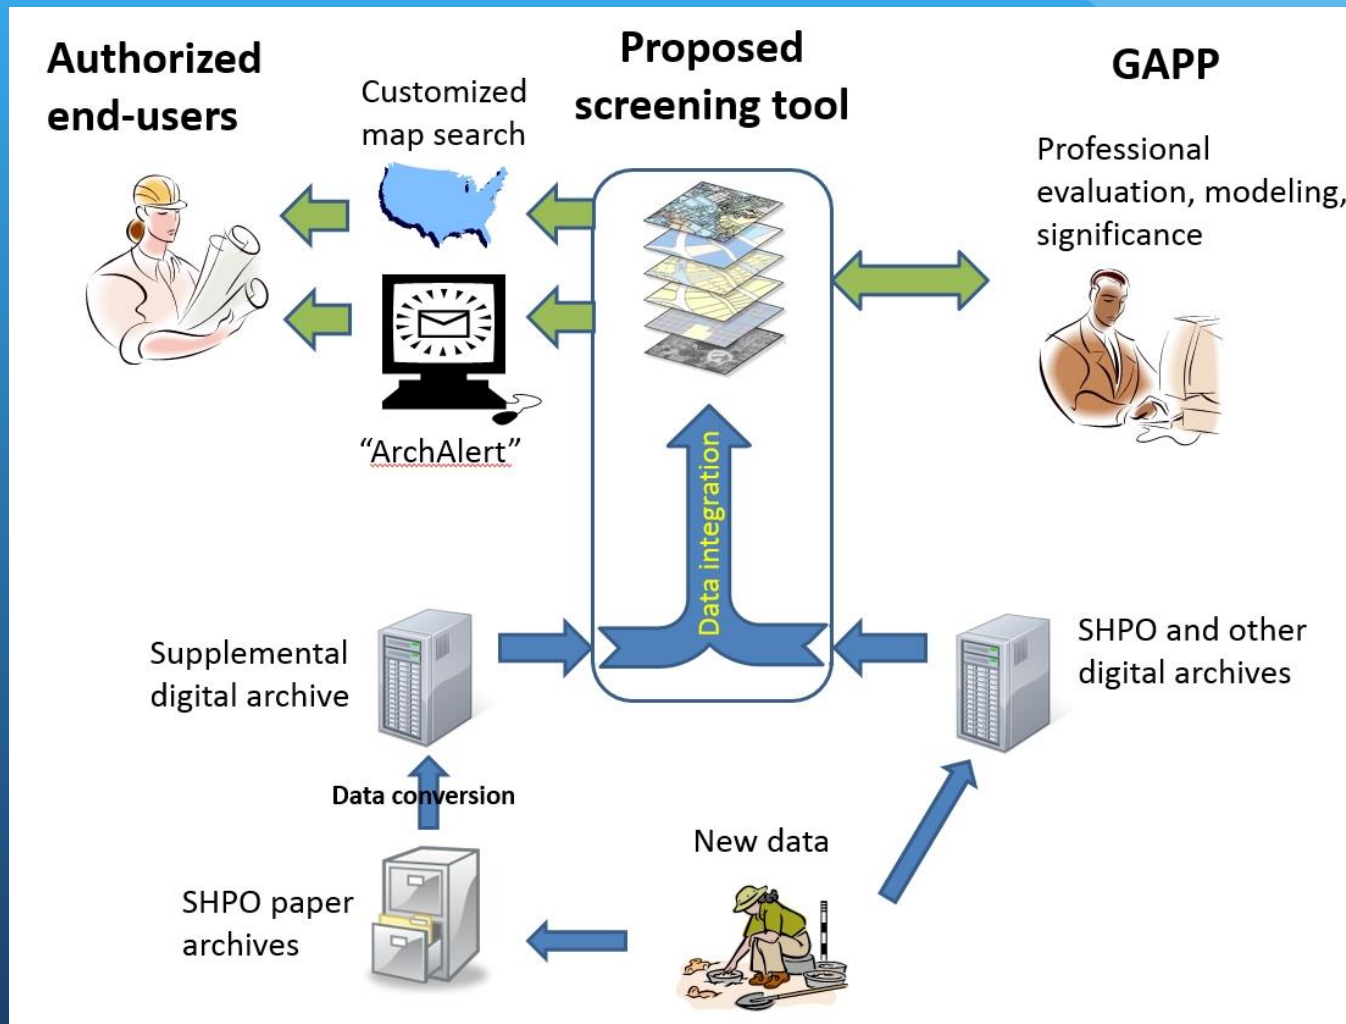 Authorized
end-users
Customized
map search
Proposed
screening tool
GAPP
Professional
evaluation, modeling,
significance
“ArchAlert”
Data integration
Supplemental
digital archive
SHPO and other
digital archives
Data conversion
New data
SHPO paper
archives